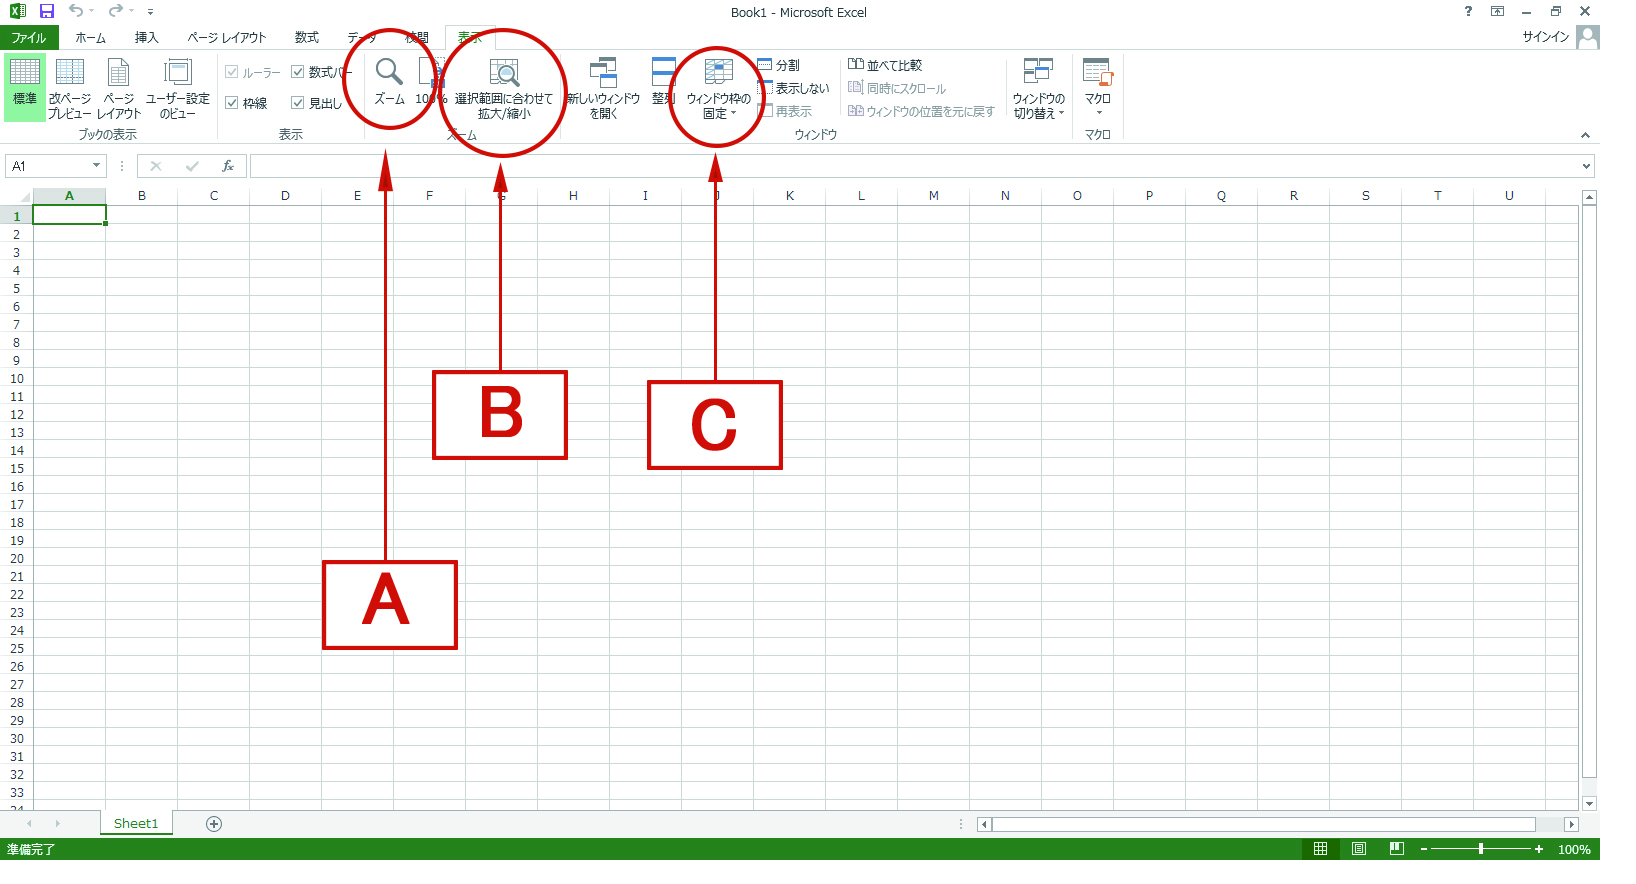 Book1 - Microsoft Excel
ファイル ホーム 挿入 ページ レイアウト 数式 データ 校閲 表示 サインイン
標準 改ページ プレビュー ページ レイアウト ユーザー設定 のビュー
ブックの表示
ルーラー 数式バー
枠線 見出し
表示
ズーム 100% 選択範囲に合わせて 拡大/縮小
ズーム
新しいウィンドウ を開く 整列 ウィンドウ枠の 固定
分割
表示しない
再表示
並べて比較
同時にスクロール
ウィンドウの位置を元に戻す
ウィンドウの 切り替え
ウィンドウ
マクロ
マクロ
A1 fx
A B C D E F G H I J K L M N O P Q R S T U
1
2
3
4
5
6
7
8
9
10
11
12
13
14
15
16
17
18
19
20
21
22
23
24
25
26
27
28
29
30
31
32
33
34
B
C
A
Sheet1
準備完了 100%